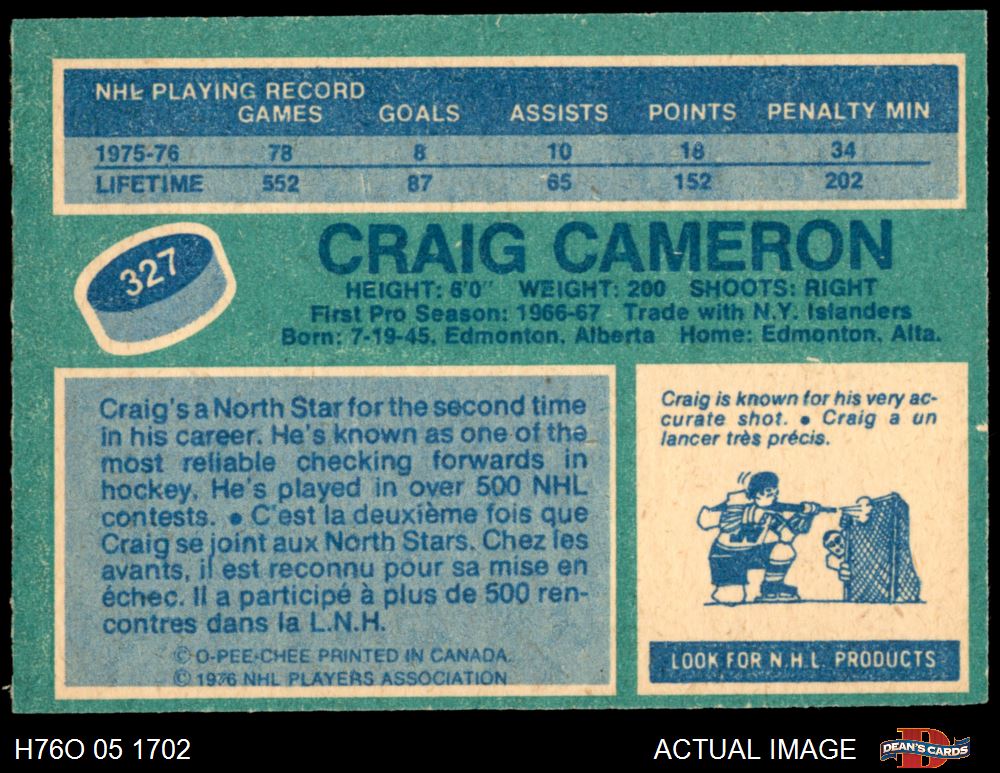 NHL PLAYING RECORD
GAMES GOALS ASSISTS POINTS PENALTY MIN
1975-76 78 8 10 18 34
LIFETIME 552 87 65 152 202
327
CRAIG CAMERON
HEIGHT: 6'0" WEIGHT: 200 SHOOTS: RIGHT
First Pro Season: 1966-67 Trade with N.Y. Islanders
Born: 7-19-45, Edmonton, Alberta Home: Edmonton, Alta.
Craig's a North Star for the second time
in his career. He's known as one of the
most reliable checking forwards in
hockey. He's played in over 500 NHL
contests. • C'est la deuxième fois que
Craig se joint aux North Stars. Chez les
avants, il est reconnu pour sa mise en
échec. Il a participé à plus de 500 ren-
contres dans la L.N.H.
© O-PEE-CHEE PRINTED IN CANADA.
© 1976 NHL PLAYERS ASSOCIATION
Craig is known for his very ac-
curate shot. • Craig a un
lancer très précis.
LOOK FOR N.H.L. PRODUCTS
H76O 05 1702
ACTUAL IMAGE
D
DEAN'S CARDS